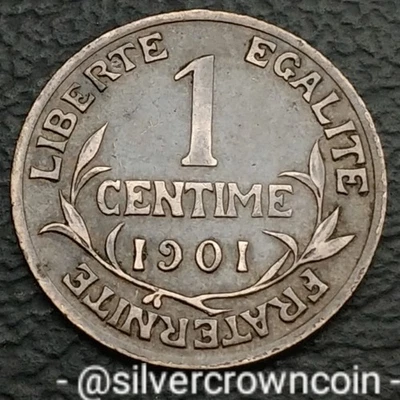 LIBERTE EGALITE
1
CENTIME
1901
FRATERNITE
- @silvercrowncoin -